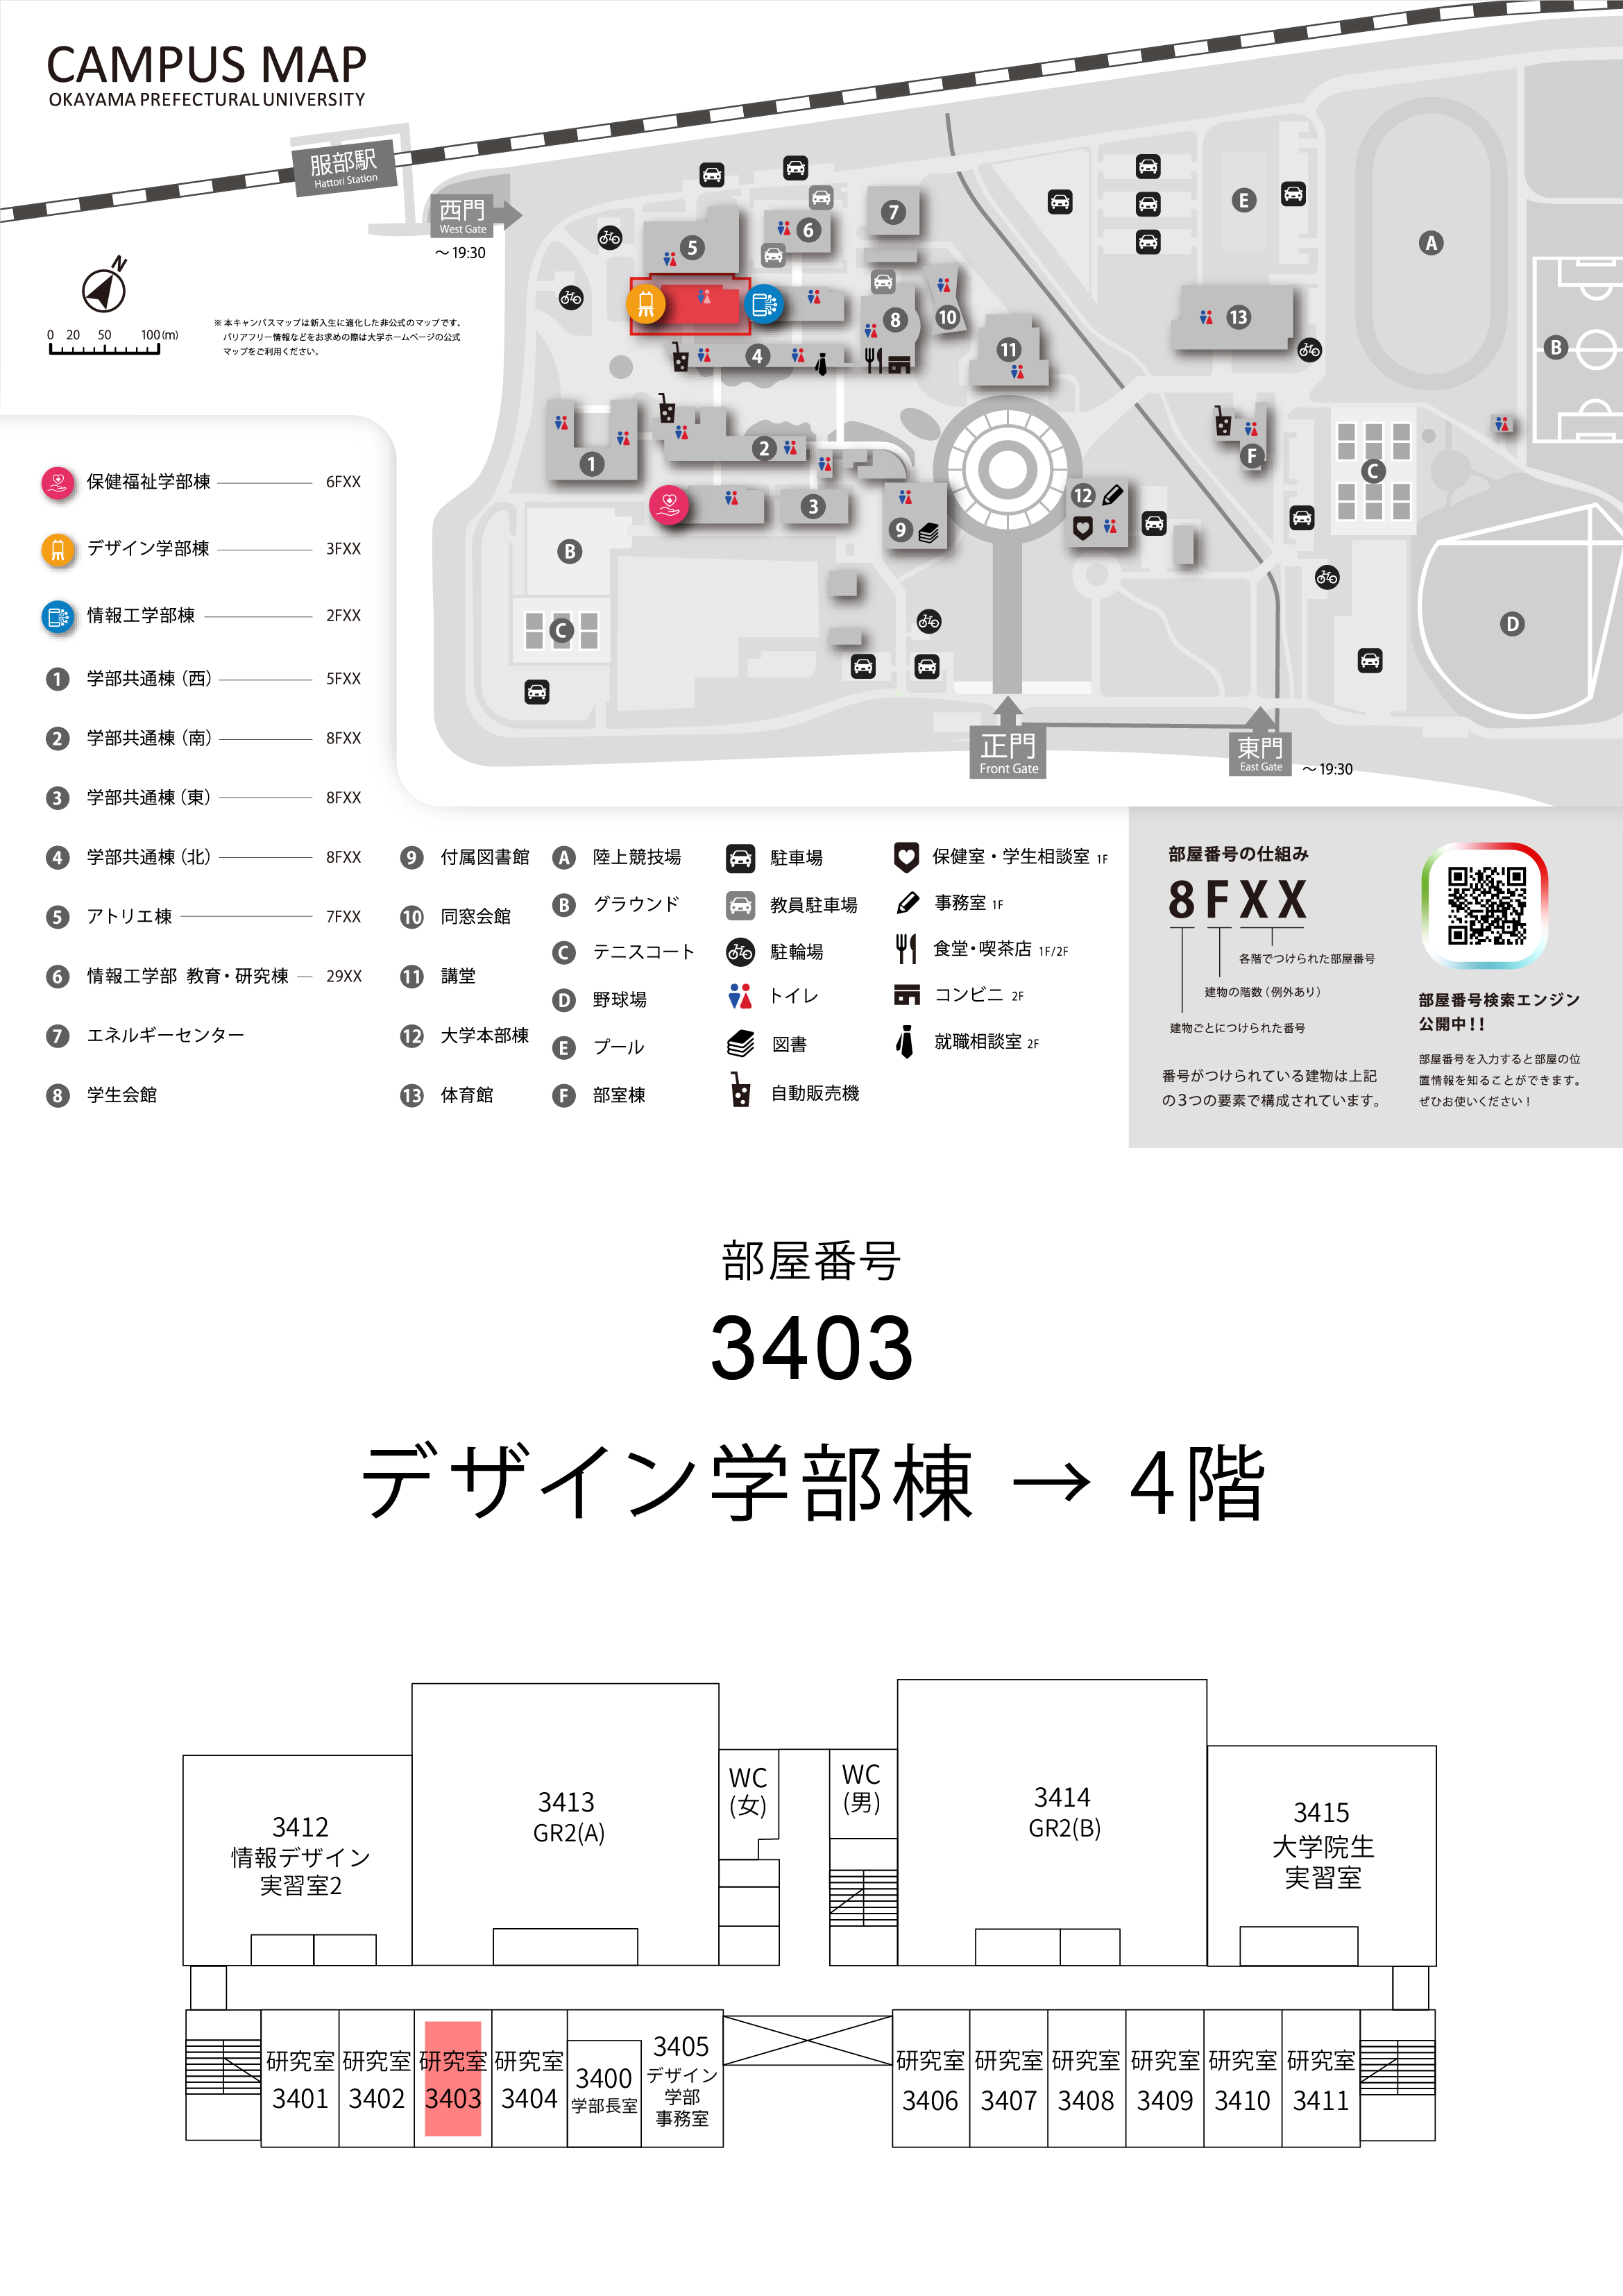 CAMPUS MAP
OKAYAMA PREFECTURAL UNIVERSITY
服部駅
Hattori Station
西門
West Gate
～19:30
N
0 20 50 100(m)
※ 本キャンパスマップは新入生に適化した非公式のマップです。
バリアフリー情報などをお求めの際は大学ホームページの公式
マップをご利用ください。
7
6
5
E
A
8
10
13
11
4
B
2
1
F
C
12
3
9
B
C
D
正門
Front Gate
東門
East Gate
～19:30
保健福祉学部棟 6FXX
デザイン学部棟 3FXX
情報工学部棟 2FXX
1 学部共通棟（西） 5FXX
2 学部共通棟（南） 8FXX
3 学部共通棟（東） 8FXX
4 学部共通棟（北） 8FXX
5 アトリエ棟 7FXX
6 情報工学部 教育・研究棟 29XX
7 エネルギーセンター
8 学生会館
9 付属図書館
10 同窓会館
11 講堂
12 大学本部棟
13 体育館
A 陸上競技場
B グラウンド
C テニスコート
D 野球場
E プール
F 部室棟
駐車場
教員駐車場
駐輪場
トイレ
図書
自動販売機
保健室・学生相談室 1F
事務室 1F
食堂・喫茶店 1F/2F
コンビニ 2F
就職相談室 2F
部屋番号の仕組み
8FXX
各階でつけられた部屋番号
建物の階数（例外あり）
建物ごとにつけられた番号
番号がつけられている建物は上記
の3つの要素で構成されています。
部屋番号検索エンジン
公開中！！
部屋番号を入力すると部屋の位
置情報を知ることができます。
ぜひお使いください！
部屋番号
3403
デザイン学部棟 → 4階
3412
情報デザイン
実習室2
3413
GR2(A)
WC
(女)
WC
(男)
3414
GR2(B)
3415
大学院生
実習室
研究室
3401
研究室
3402
研究室
3403
研究室
3404
3400
学部長室
3405
デザイン
学部
事務室
研究室
3406
研究室
3407
研究室
3408
研究室
3409
研究室
3410
研究室
3411